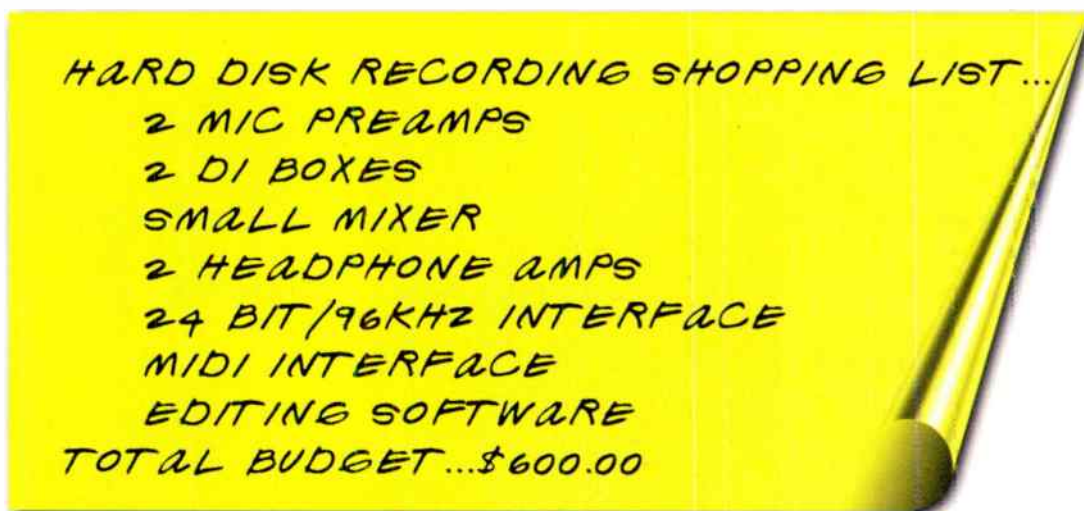 HARD DISK RECORDING SHOPPING LIST...
2 MIC PREAMPS
2 DI BOXES
SMALL MIXER
2 HEADPHONE AMPS
24 BIT/96KHZ INTERFACE
MIDI INTERFACE
EDITING SOFTWARE
TOTAL BUDGET...$600.00